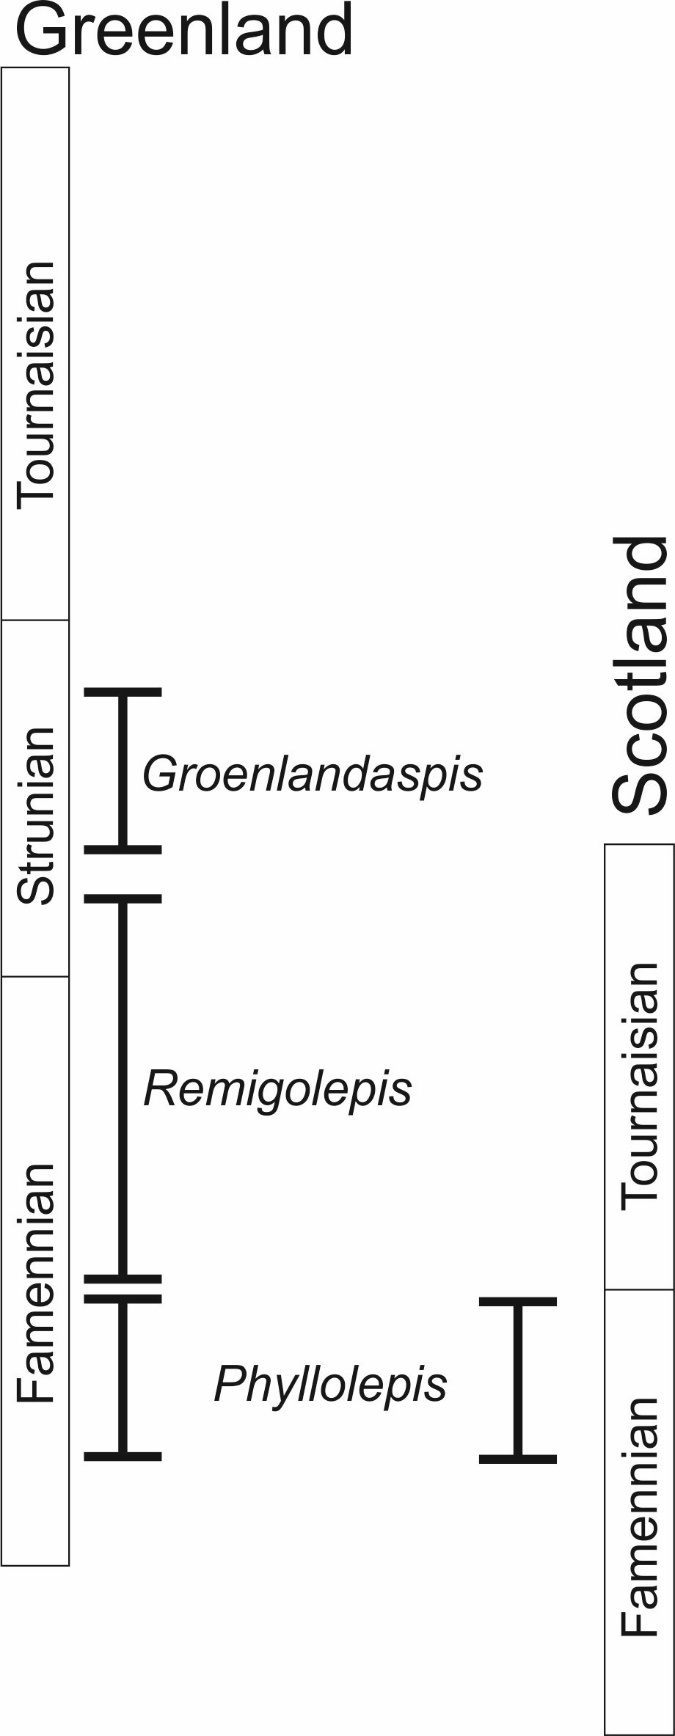 Greenland
Tournaisian
Strunian
Famennian
Groenlandaspis
Remigolepis
Phyllolepis
Scotland
Tournaisian
Famennian